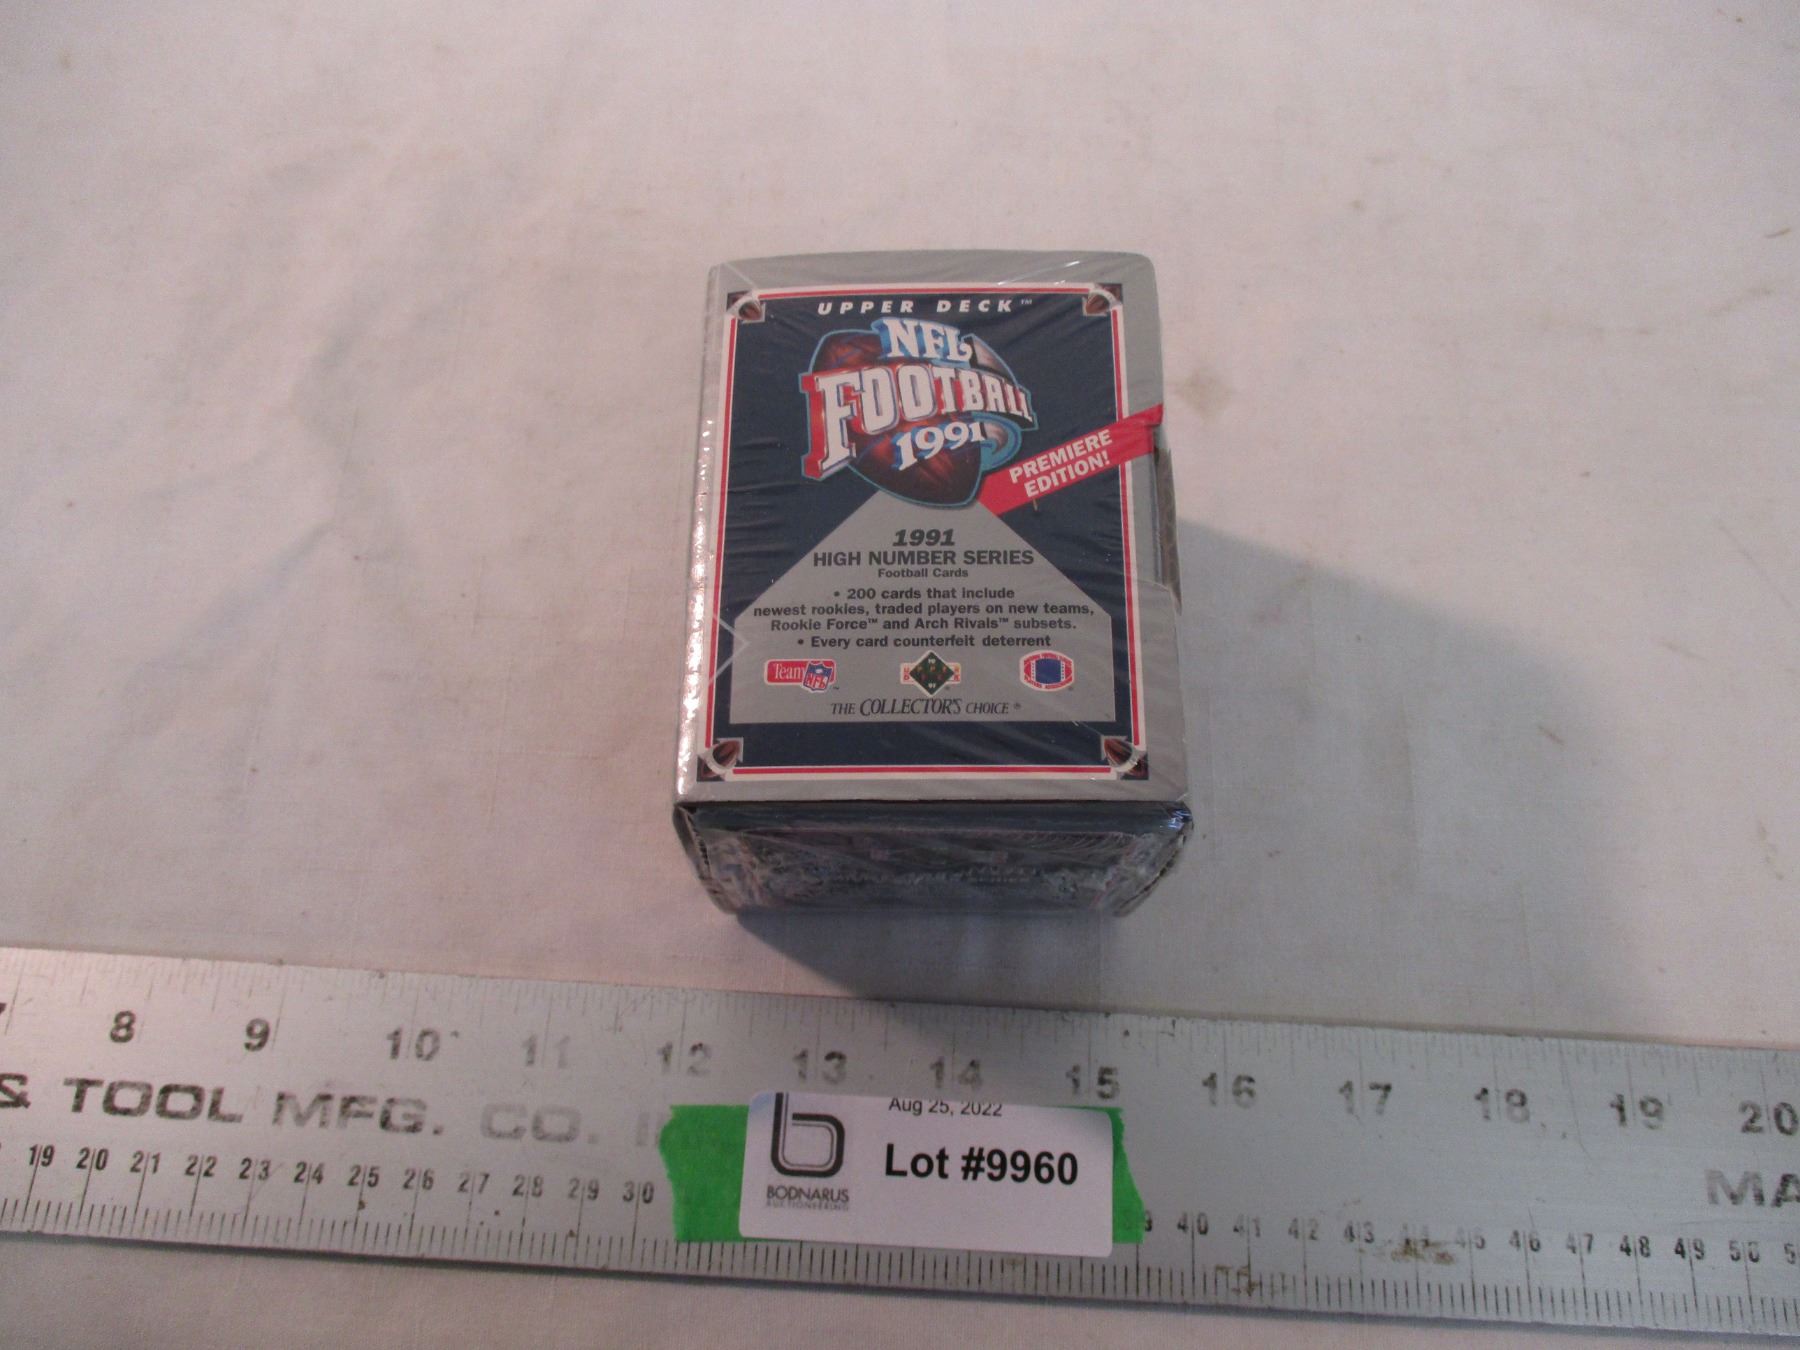 UPPER DECK™
NFL
FOOTBALL
1991
PREMIERE
EDITION!
1991
HIGH NUMBER SERIES
Football Cards
• 200 cards that include
newest rookies, traded players on new teams,
Rookie Force™ and Arch Rivals™ subsets.
• Every card counterfeit deterrent
Team NFL
THE COLLECTOR'S CHOICE®
8 9 10 11 12 13 14 15 16 17 18 19 20
& TOOL MFG. CO.
MA
19 20 21 22 23 24 25 26 27 28 29 30
40 41 42 43 44 45 46 47 48 49 50
Aug 25, 2022
Lot #9960
BODNARUS
AUCTIONEERING